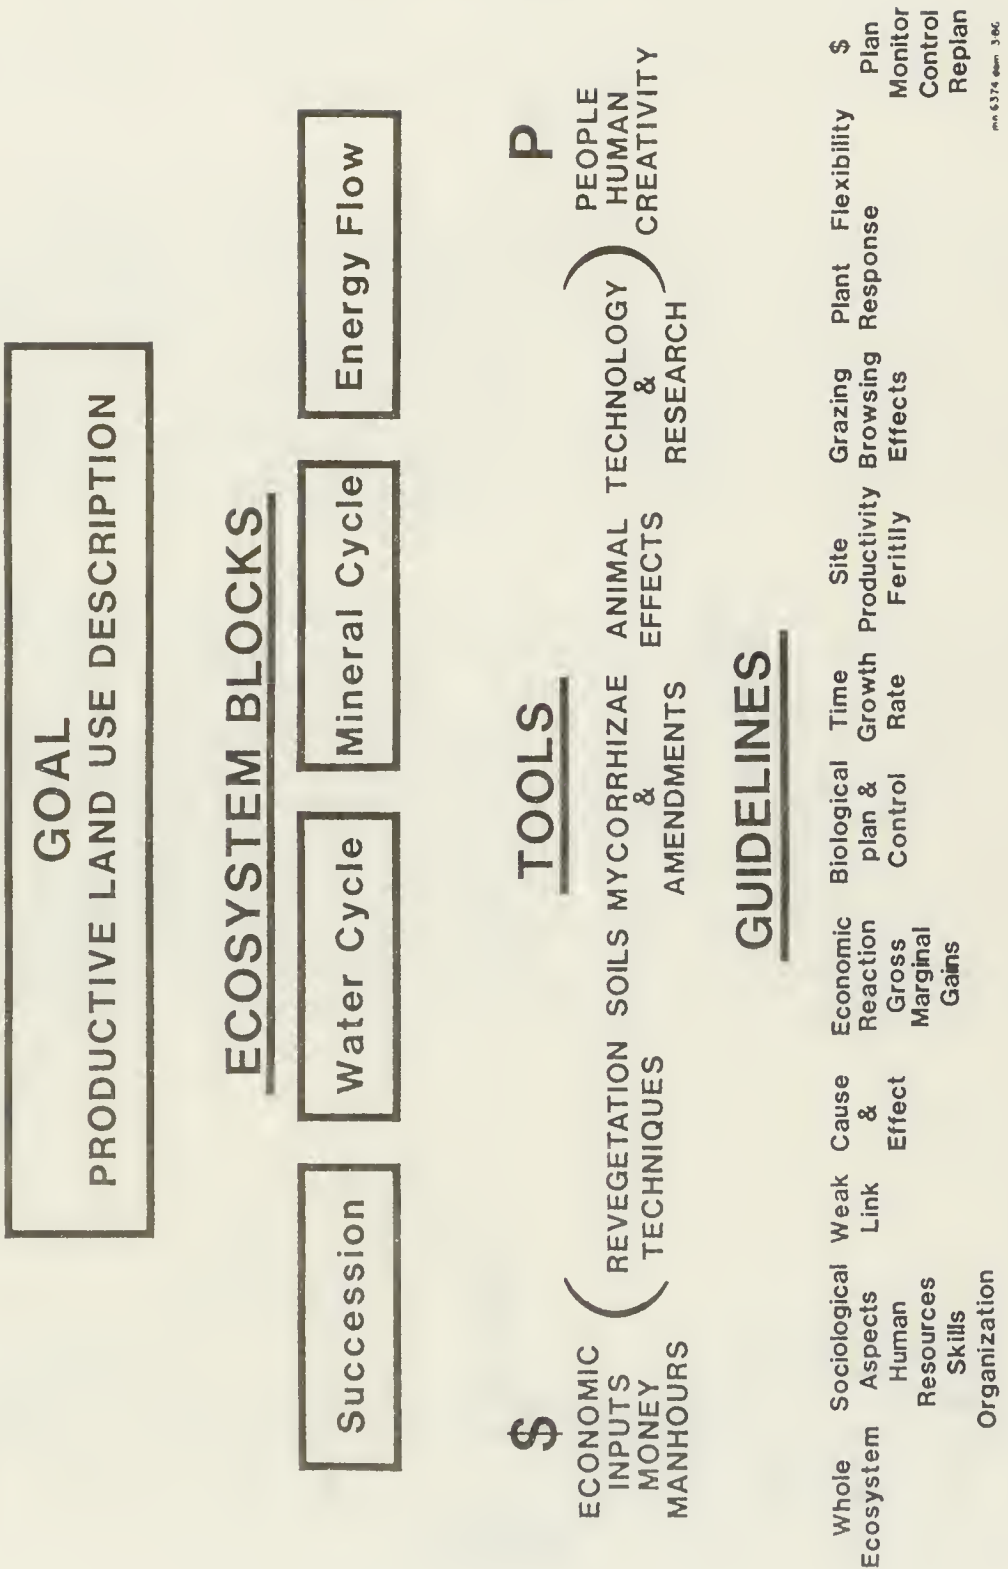 GOAL
PRODUCTIVE LAND USE DESCRIPTION
ECOSYSTEM BLOCKS
Succession
Water Cycle
Mineral Cycle
Energy Flow
TOOLS
$
ECONOMIC
INPUTS
MONEY
MANHOURS
(
REVEGETATION
TECHNIQUES
SOILS
MYCORRHIZAE
&
AMENDMENTS
ANIMAL
EFFECTS
TECHNOLOGY
&
RESEARCH
)
P
PEOPLE
HUMAN
CREATIVITY
GUIDELINES
Whole
Ecosystem
Sociological
Aspects
Human
Resources
Skills
Organization
Weak
Link
Cause
&
Effect
Economic
Reaction
Gross
Marginal
Gains
Biological
plan &
Control
Time
Growth
Rate
Site
Productivity
Feritily
Grazing
Browsing
Effects
Plant
Response
Flexibility
$
Plan
Monitor
Control
Replan